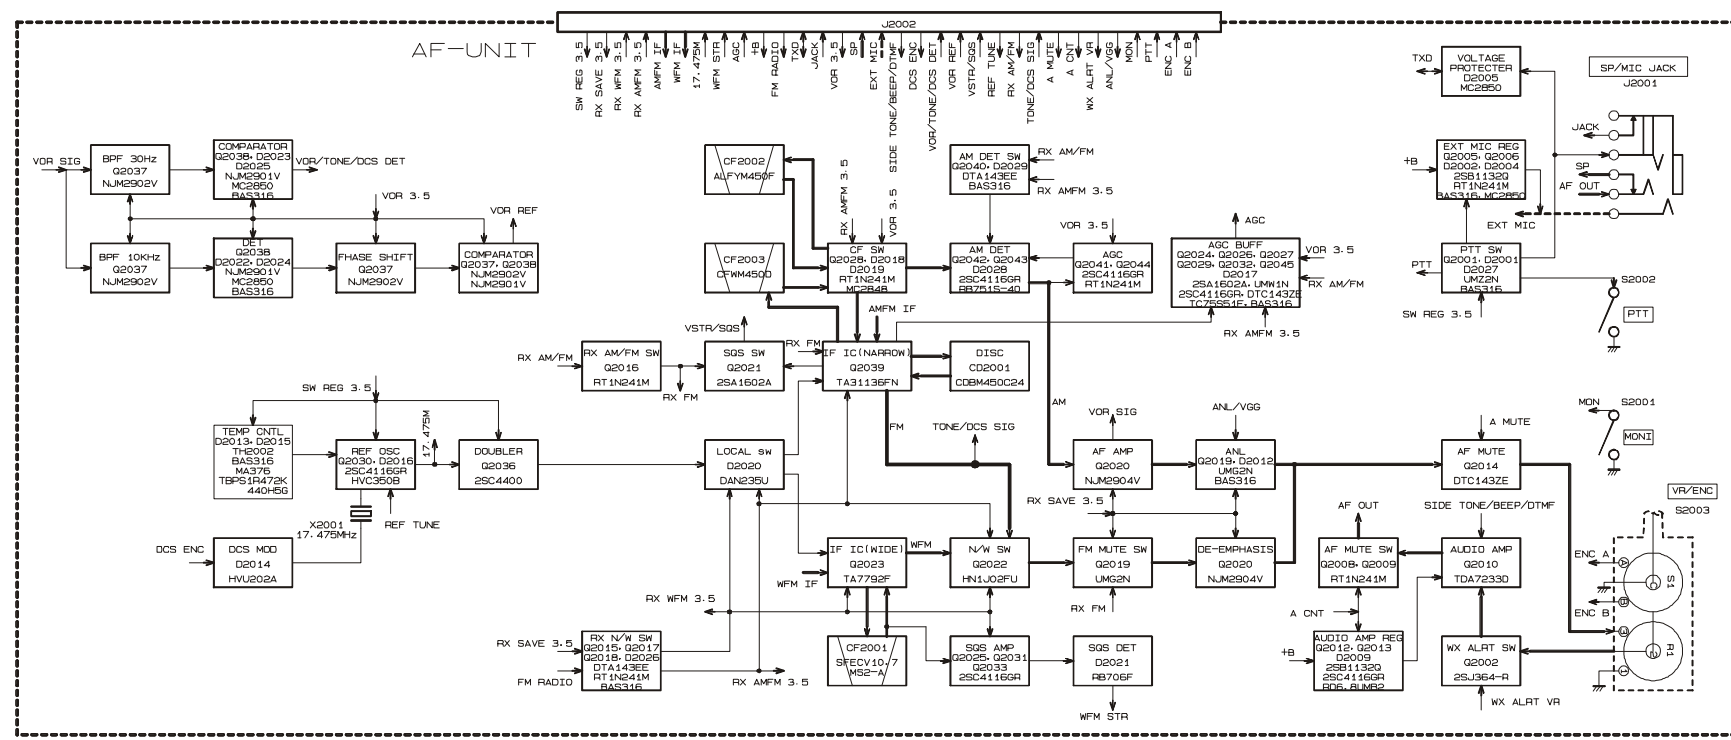 J2002
AF-UNIT
SW REG 3.5
RX SAVE 3.5
RX WFM 3.5
RX AMFM 3.5
AMFM IF
WFM IF
17.475M
WFM STR
AGC
+B
FM RADIO
TXD
JACK
VOR 3.5
SP
EXT MIC
SIDE TONE/BEEP/DTMF
DCS ENC
VOR/TONE/DCS DET
VOR REF
VSTR/SQS
REF TUNE
RX AM/FM
TONE/DCS SIG
A MUTE
A CNT
WX ALRT VR
ANL/VGG
MON
PTT
ENC A
ENC B
TXD
VOLTAGE
PROTECTER
D2005
MC2850
SP/MIC JACK
J2001
JACK
SP
AF OUT
EXT MIC
+B
EXT MIC REG
Q2005, Q2006
D2002, D2004
2SB1132Q
RT1N241M
BAS316, MC2850
VOR SIG
BPF 30Hz
Q2037
NJM2902V
COMPARATOR
Q2038, D2023
D2025
NJM2901V
MC2850
BAS316
VOR/TONE/DCS DET
VOR 3.5
VOR REF
BPF 10KHz
Q2037
NJM2902V
DET
Q2038
D2022, D2024
NJM2901V
MC2850
BAS316
FHASE SHIFT
Q2037
NJM2902V
COMPARATOR
Q2037, Q2038
NJM2902V
NJM2901V
CF2002
ALFYM450F
RX AMFM 3.5
VOR 3.5
AM DET SW
Q2040, D2029
DTA143EE
BAS316
RX AM/FM
RX AMFM 3.5
CF2003
CFWM450D
CF SW
Q2028, D2018
D2019
RT1N241M
MC2848
AM DET
Q2042, Q2043
D2028
2SC4116GR
RB751S-40
VOR 3.5
AGC
Q2041, Q2044
2SC4116GR
RT1N241M
AGC
AGC BUFF
Q2024, Q2026, Q2027
Q2029, Q2032, Q2045
D2017
2SA1602A, UMW1N
2SC4116GR, DTC143ZE
TC75S51F, BAS316
VOR 3.5
RX AM/FM
RX AMFM 3.5
PTT
PTT SW
Q2001, D2001
D2027
UMZ2N
BAS316
SW REG 3.5
S2002
PTT
AMFM IF
VSTR/SQS
RX FM
RX AM/FM
RX AM/FM SW
Q2016
RT1N241M
RX FM
SQS SW
Q2021
2SA1602A
IF IC(NARROW)
Q2039
TA31136FN
DISC
CD2001
CDBM450C24
AM
FM
SW REG 3.5
TEMP CNTL
D2013, D2015
TH2002
BAS316
MA376
TBPS1R472K
440H5G
REF OSC
Q2030, D2016
2SC4116GR
HVC350B
17.475M
DOUBLER
Q2036
2SC4400
X2001
17.475MHz
REF TUNE
DCS ENC
DCS MOD
D2014
HVU202A
LOCAL SW
D2020
DAN235U
TONE/DCS SIG
VOR SIG
AF AMP
Q2020
NJM2904V
RX SAVE 3.5
ANL/VGG
ANL
Q2019, D2012
UMG2N
BAS316
A MUTE
AF MUTE
Q2014
DTC143ZE
MON
S2001
MONI
VR/ENC
S2003
IF IC(WIDE)
Q2023
TA7792F
WFM IF
WFM
N/W SW
Q2022
HN1J02FU
FM MUTE SW
Q2019
UMG2N
RX FM
DE-EMPHASIS
Q2020
NJM2904V
AF OUT
AF MUTE SW
Q2008, Q2009
RT1N241M
SIDE TONE/BEEP/DTMF
AUDIO AMP
Q2010
TDA7233D
ENC A
ENC B
S1
R1
A
C
B
3
2
1
RX WFM 3.5
RX SAVE 3.5
FM RADIO
RX N/W SW
Q2015, Q2017
Q2018, D2026
DTA143EE
RT1N241M
BAS316
RX AMFM 3.5
CF2001
SFECV10.7
M52-A
SQS AMP
Q2025, Q2031
Q2033
2SC4116GR
SQS DET
D2021
RB706F
WFM STR
A CNT
+B
AUDIO AMP REG
Q2012, Q2013
D2009
2SB1132Q
2SC4116GR
RD6.8UMB2
WX ALRT SW
Q2002
2SJ364-R
WX ALRT VR